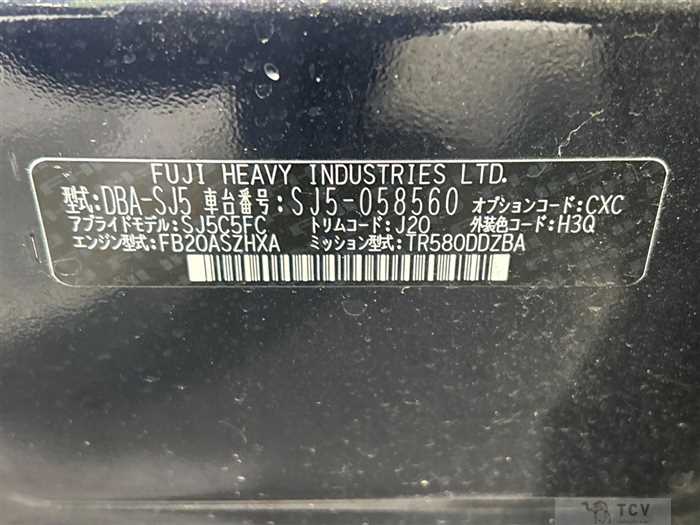 FUJI HEAVY INDUSTRIES LTD.
型式:DBA-SJ5 車台番号:SJ5-058560 オプションコード:CXC
アプライドモデル:SJ5C5FC トリムコード:J20 外装色コード:H3Q
エンジン型式:FB20ASZHXA ミッション型式:TR580DDZBA
TCV